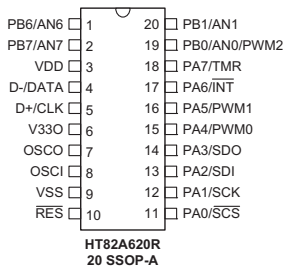 PB6/AN6 1 20 PB1/AN1
PB7/AN7 2 19 PB0/AN0/PWM2
VDD 3 18 PA7/TMR
D-/DATA 4 17 PA6/INT
D+/CLK 5 16 PA5/PWM1
V33O 6 15 PA4/PWM0
OSCO 7 14 PA3/SDO
OSCI 8 13 PA2/SDI
VSS 9 12 PA1/SCK
RES 10 11 PA0/SCS
HT82A620R
20 SSOP-A